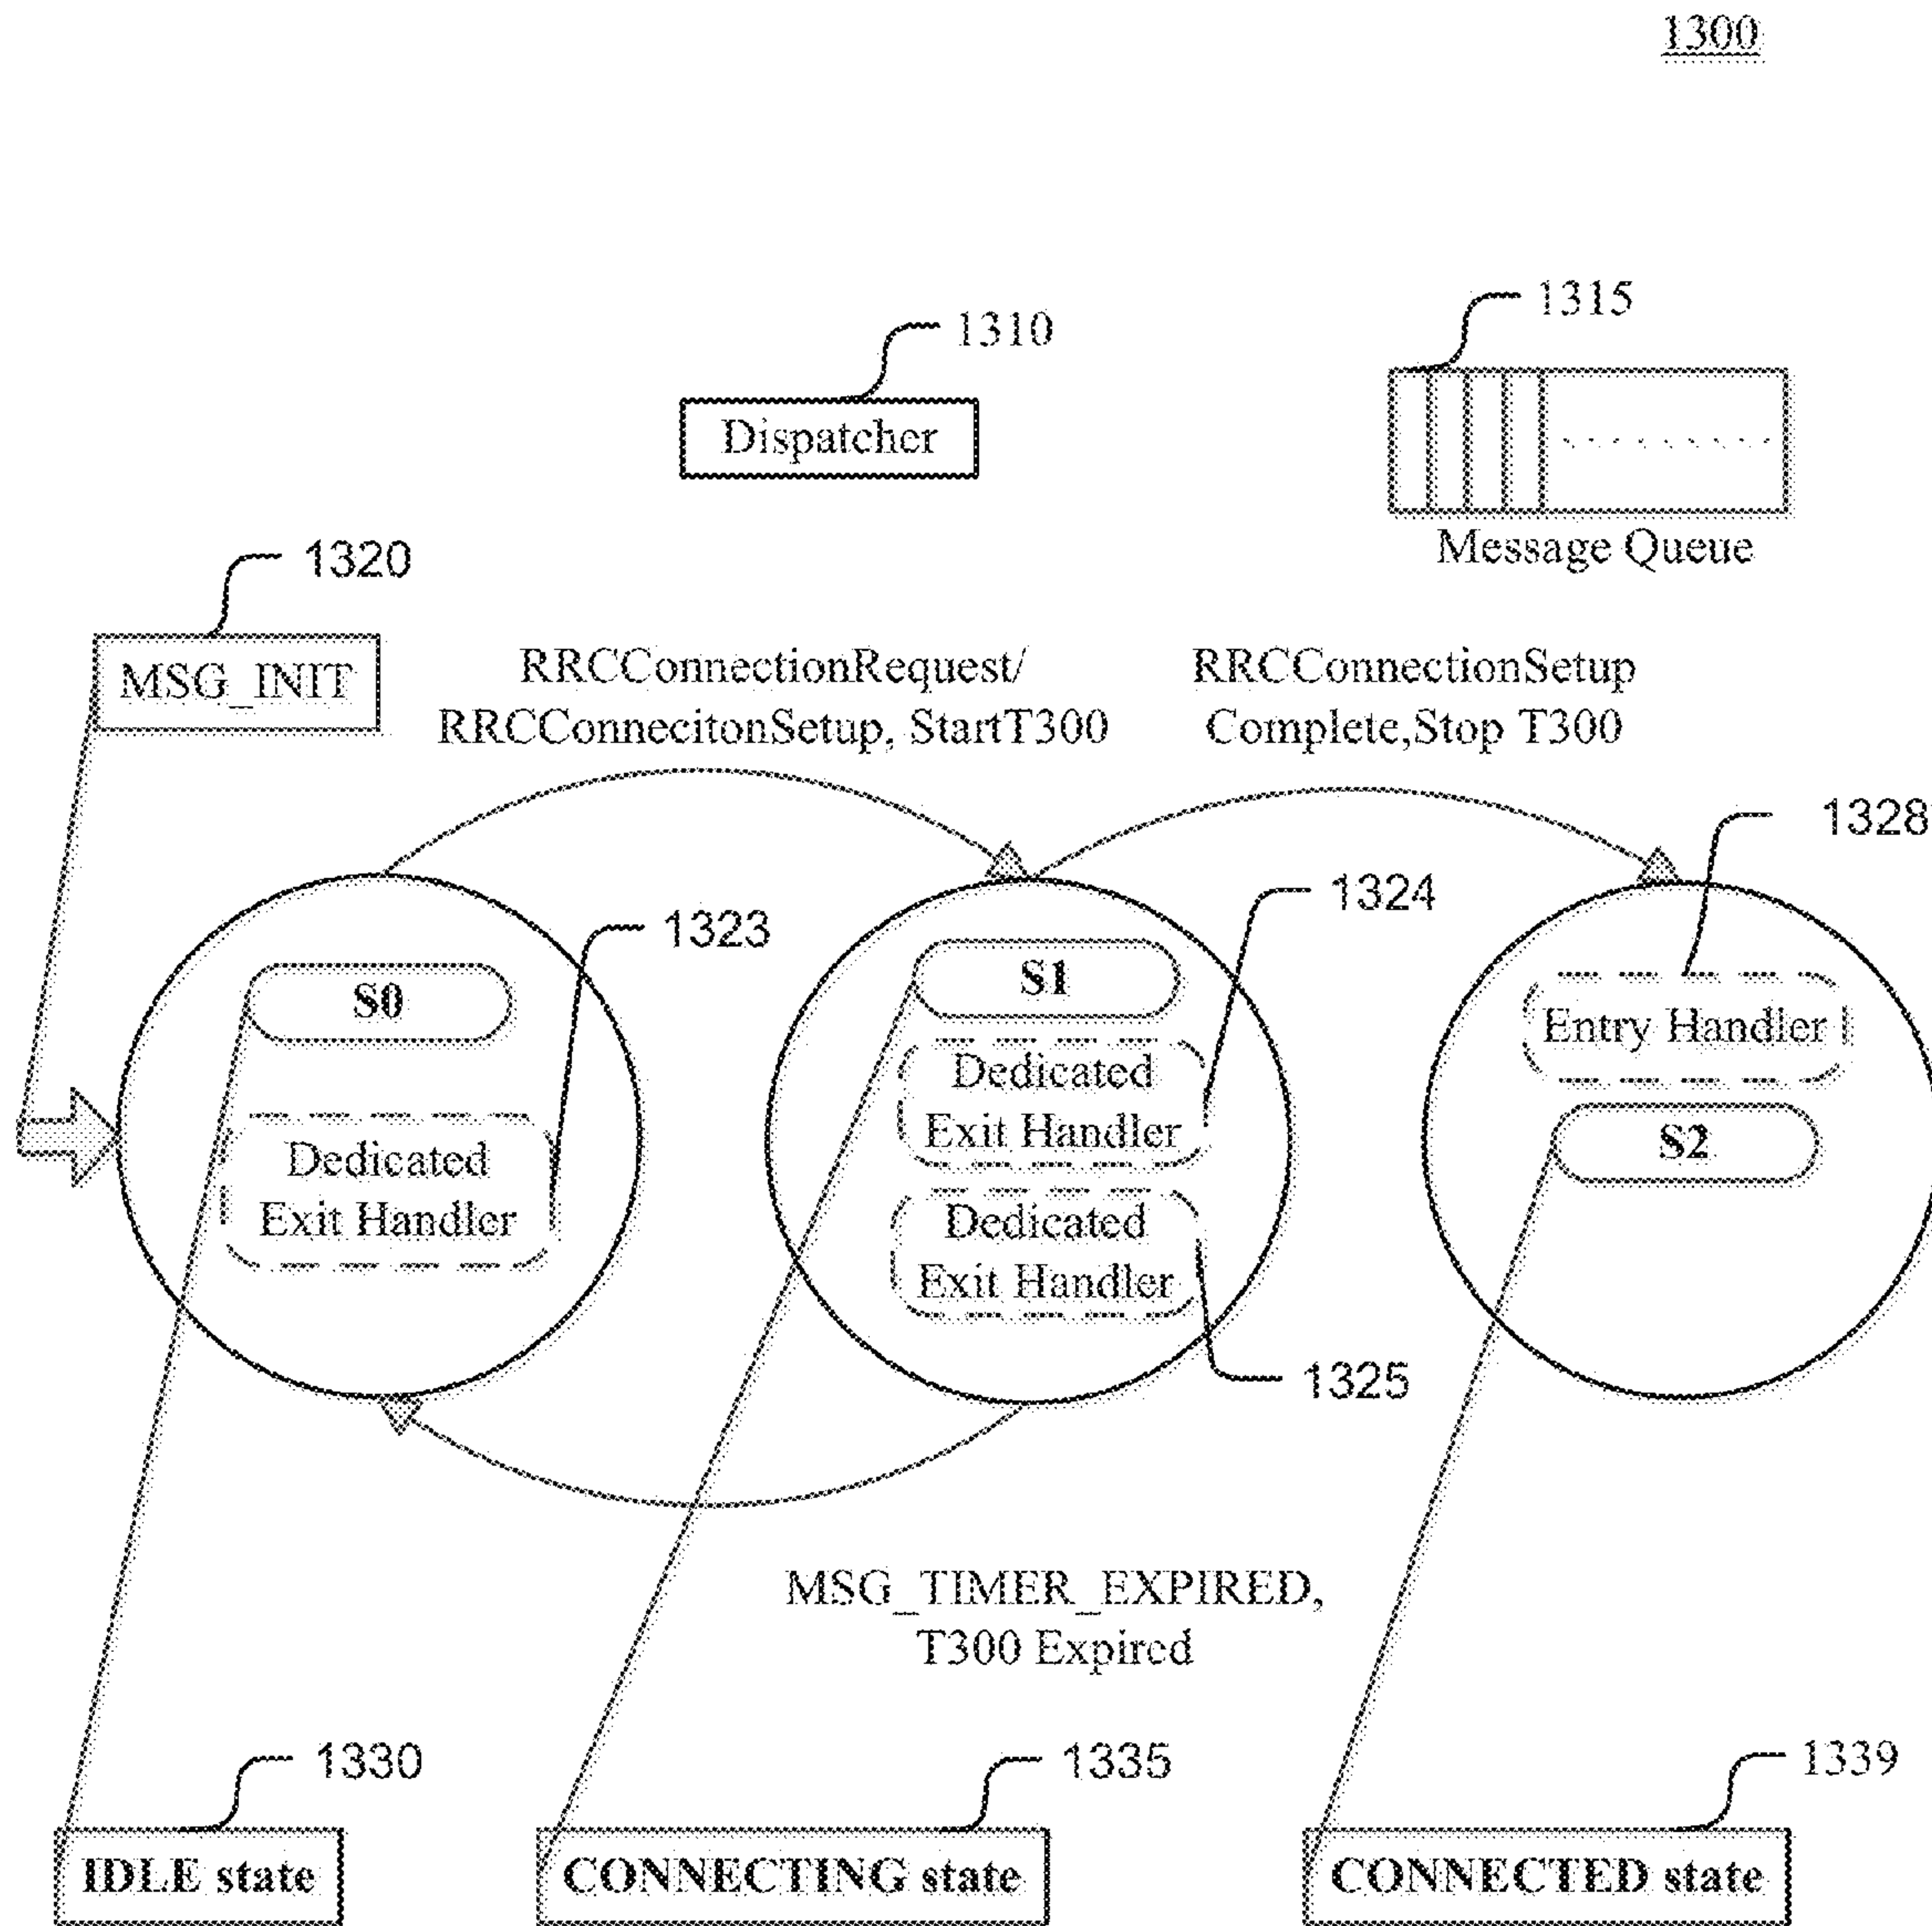 1300
1315
1310
Dispatcher
Message Queue
1320
MSG_INIT
RRCConnectionRequest/
RRCConnecitonSetup, StartT300
RRCConnectionSetup
Complete,Stop T300
1328
1324
1323
S0
S1
Entry Handler
Dedicated
Exit Handler
S2
Dedicated
Exit Handler
Dedicated
Exit Handler
1325
MSG_TIMER_EXPIRED,
T300 Expired
1330
1335
1339
IDLE state
CONNECTING state
CONNECTED state